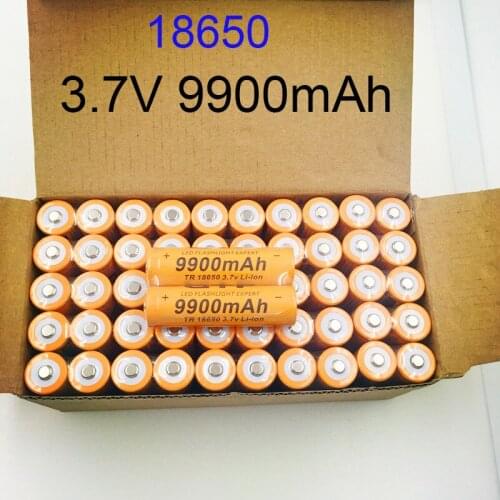 18650
3.7V 9900mAh
LED FLASHLIGHT EXPERT
+ 9900mAh -
TR 18650 3.7v Li-Ion
LED FLASHLIGHT EXPERT
+ 9900mAh -
TR 18650 3.7v Li-Ion